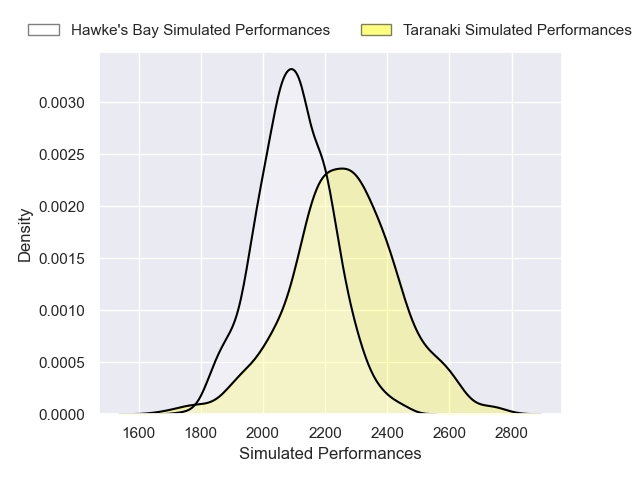 Hawke's Bay Simulated Performances Taranaki Simulated Performances
0.0030
0.0025
0.0020
0.0015
0.0010
0.0005
0.0000
Density
1600 1800 2000 2200 2400 2600 2800
Simulated Performances